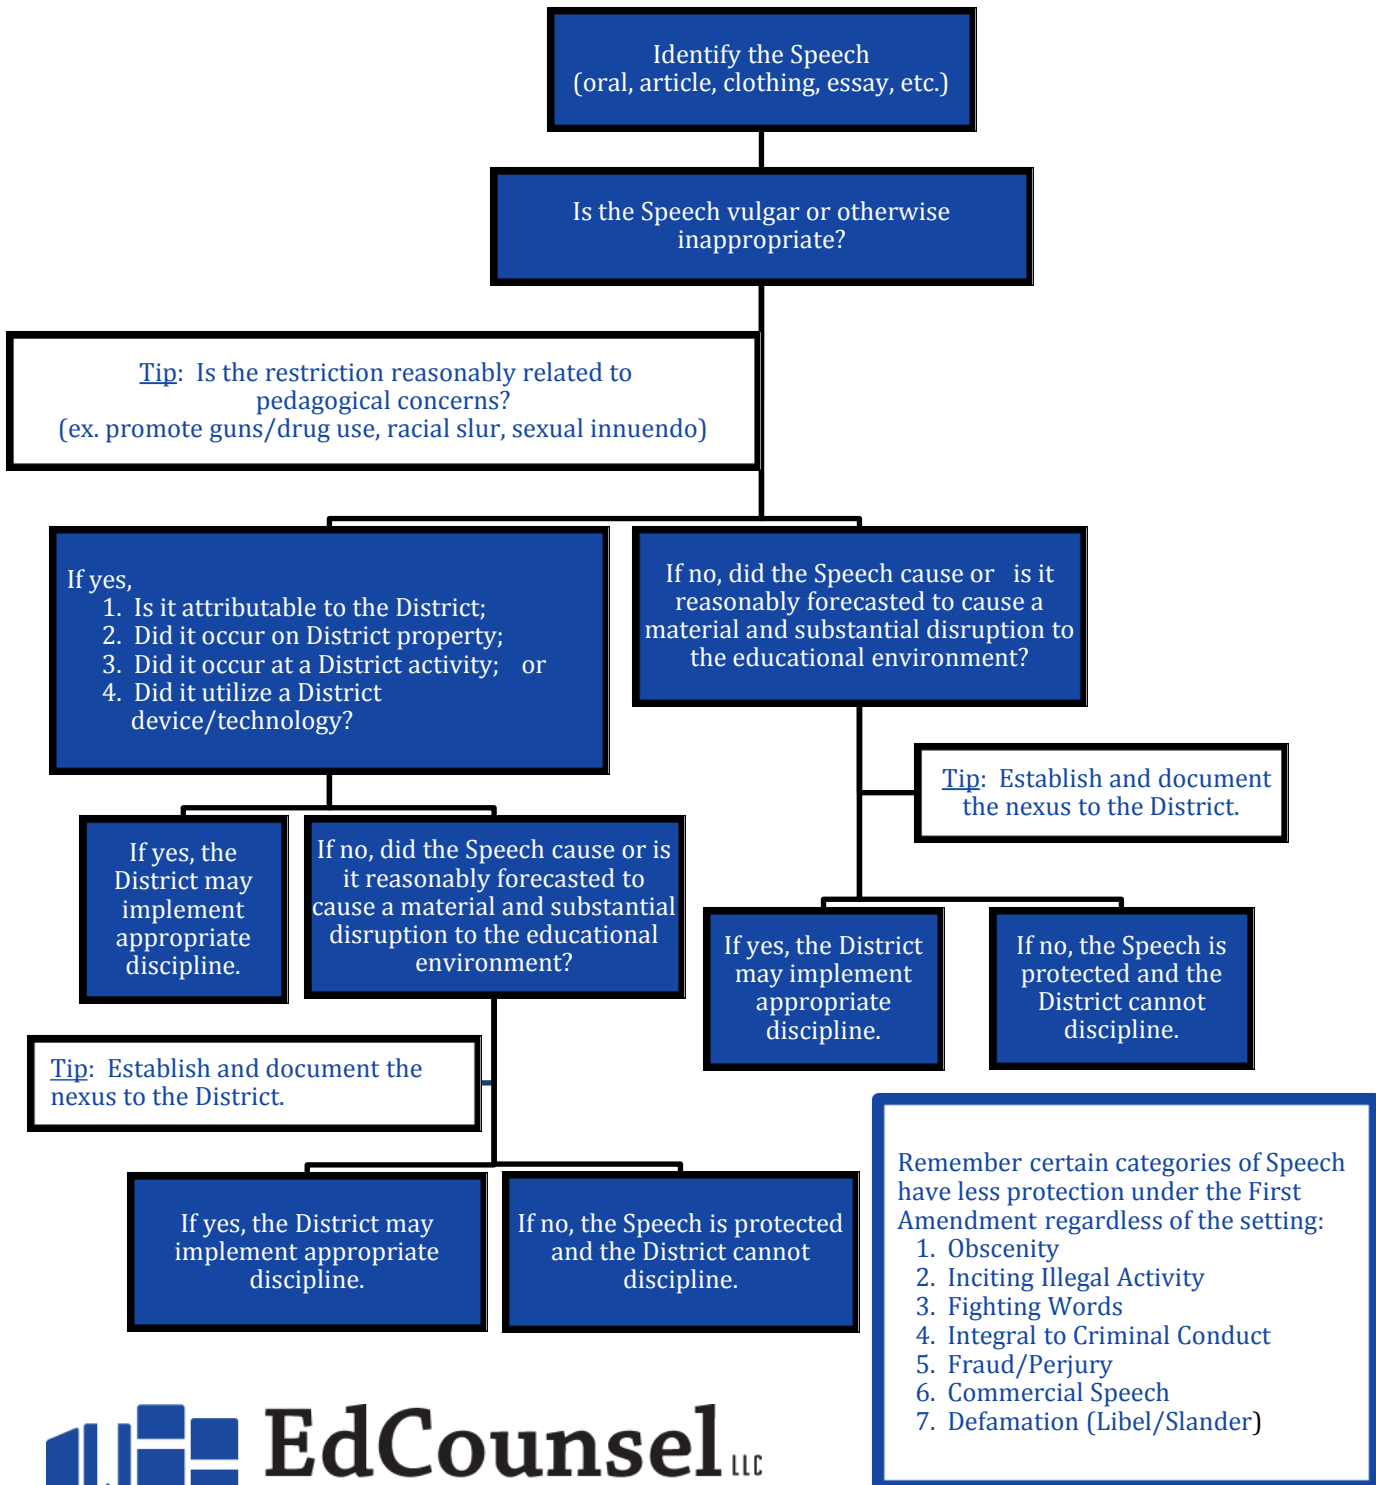 Identify the Speech
(oral, article, clothing, essay, etc.)
Is the Speech vulgar or otherwise
inappropriate?
Tip: Is the restriction reasonably related to
pedagogical concerns?
(ex. promote guns/drug use, racial slur, sexual innuendo)
If yes,
1. Is it attributable to the District;
2. Did it occur on District property;
3. Did it occur at a District activity; or
4. Did it utilize a District
device/technology?
If no, did the Speech cause or is it
reasonably forecasted to cause a
material and substantial disruption to
the educational environment?
Tip: Establish and document
the nexus to the District.
If yes, the
District may
implement
appropriate
discipline.
If no, did the Speech cause or is
it reasonably forecasted to
cause a material and substantial
disruption to the educational
environment?
If yes, the District
may implement
appropriate
discipline.
If no, the Speech is
protected and the
District cannot
discipline.
Tip: Establish and document the
nexus to the District.
If yes, the District may
implement appropriate
discipline.
If no, the Speech is protected
and the District cannot
discipline.
Remember certain categories of Speech
have less protection under the First
Amendment regardless of the setting:
1. Obscenity
2. Inciting Illegal Activity
3. Fighting Words
4. Integral to Criminal Conduct
5. Fraud/Perjury
6. Commercial Speech
7. Defamation (Libel/Slander)
EdCounsel LLC